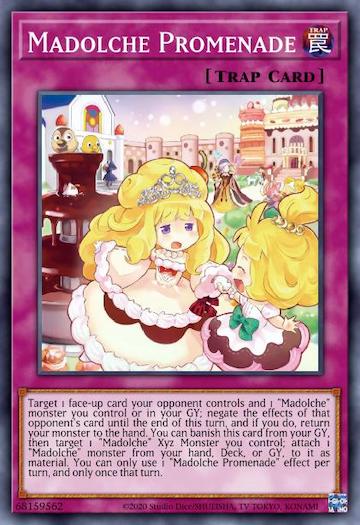 MADOLCHE PROMENADE
TRAP
罠
[TRAP CARD]
Target 1 face-up card your opponent controls and 1 "Madolche"
monster you control or in your GY; negate the effects of that
opponent's card until the end of this turn, and if you do, return
your monster to the hand. You can banish this card from your GY,
then target 1 "Madolche" Xyz Monster you control; attach 1
"Madolche" monster from your hand, Deck, or GY, to it as
material. You can only use 1 "Madolche Promenade" effect per
turn, and only once that turn.
68159562
©2020 Studio Dice/SHUEISHA, TV TOKYO, KONAMI